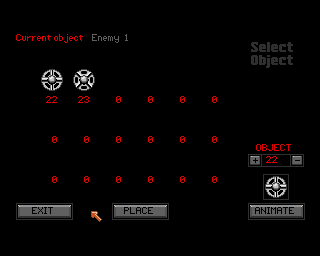 Current object Enemy 1
Select
Object
22 23 0 0 0 0
0 0 0 0 0 0
OBJECT
+ 22 -
0 0 0 0 0 0
EXIT PLACE ANIMATE